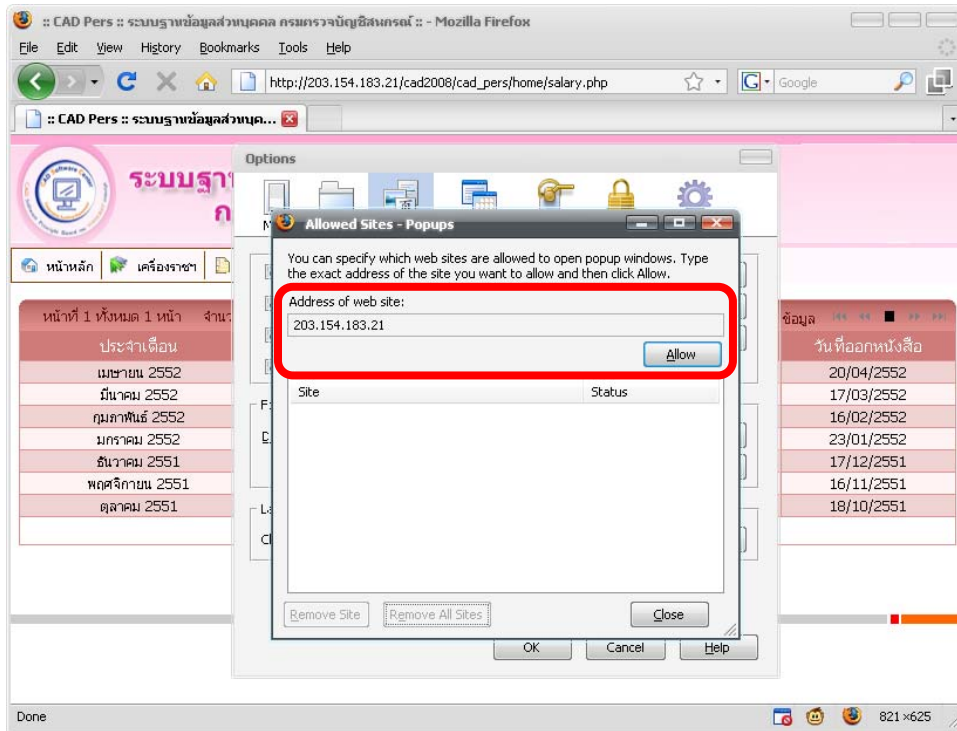 :: CAD Pers :: ระบบฐานข้อมูลส่วนบุคคล กรมตรวจบัญชีสหกรณ์ :: - Mozilla Firefox
File Edit View History Bookmarks Tools Help
http://203.154.183.21/cad2008/cad_pers/home/salary.php
G Google
:: CAD Pers :: ระบบฐานข้อมูลส่วนบุค...
Options
Allowed Sites - Popups
หน้าหลัก เครื่องราชฯ
You can specify which web sites are allowed to open popup windows. Type
the exact address of the site you want to allow and then click Allow.
Address of web site:
203.154.183.21
Allow
Site Status
หน้าที่ 1 ทั้งหมด 1 หน้า
ข้อมูล
ประจำเดือน วันที่ออกหนังสือ
เมษายน 2552 20/04/2552
มีนาคม 2552 17/03/2552
กุมภาพันธ์ 2552 16/02/2552
มกราคม 2552 23/01/2552
ธันวาคม 2551 17/12/2551
พฤศจิกายน 2551 16/11/2551
ตุลาคม 2551 18/10/2551
Remove Site Remove All Sites Close
OK Cancel Help
Done 821×625